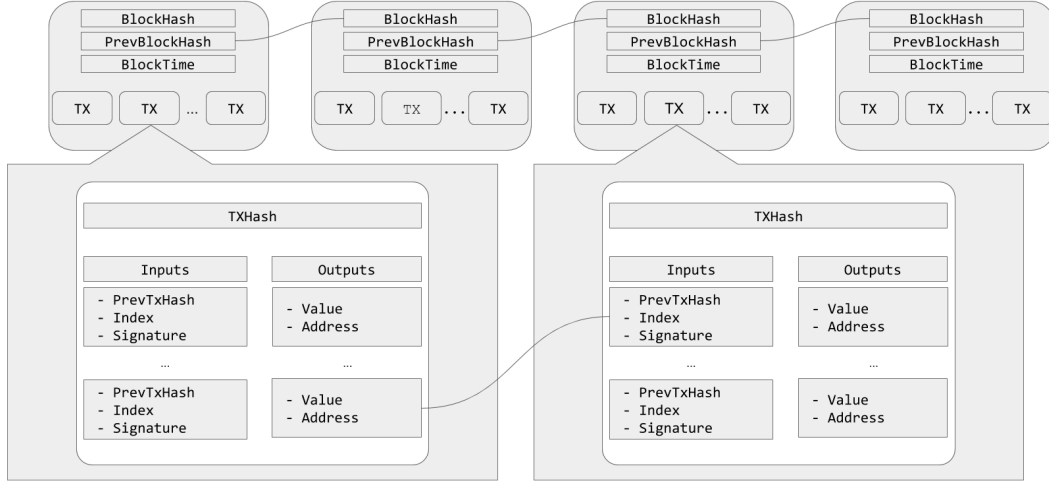 BlockHash
PrevBlockHash
BlockTime
TX TX ... TX
BlockHash
PrevBlockHash
BlockTime
TX TX ... TX
BlockHash
PrevBlockHash
BlockTime
TX TX ... TX
BlockHash
PrevBlockHash
BlockTime
TX TX ... TX
TXHash
Inputs
- PrevTxHash
- Index
- Signature
...
- PrevTxHash
- Index
- Signature
Outputs
- Value
- Address
...
- Value
- Address
TXHash
Inputs
- PrevTxHash
- Index
- Signature
...
- PrevTxHash
- Index
- Signature
Outputs
- Value
- Address
...
- Value
- Address